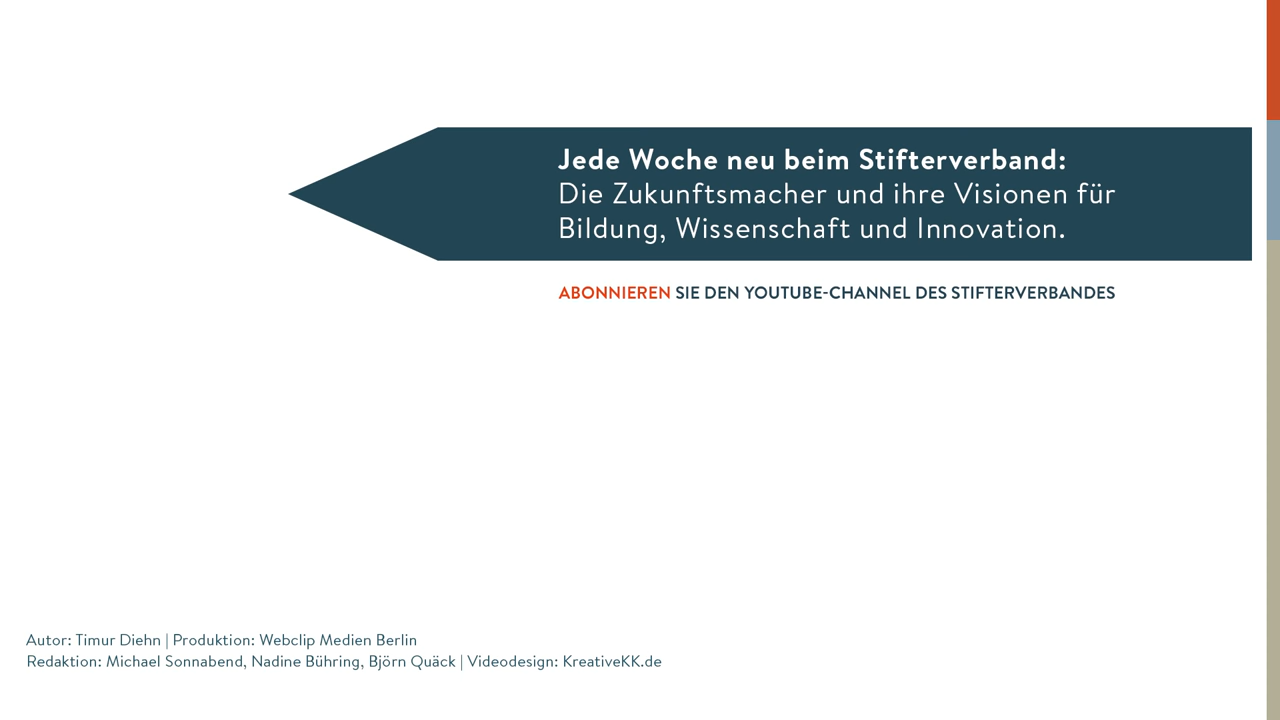 Jede Woche neu beim Stifterverband:
Die Zukunftsmacher und ihre Visionen für
Bildung, Wissenschaft und Innovation.
ABONNIEREN SIE DEN YOUTUBE-CHANNEL DES STIFTERVERBANDES
Autor: Timur Diehn | Produktion: Webclip Medien Berlin
Redaktion: Michael Sonnabend, Nadine Bühring, Björn Quäck | Videodesign: KreativeKK.de